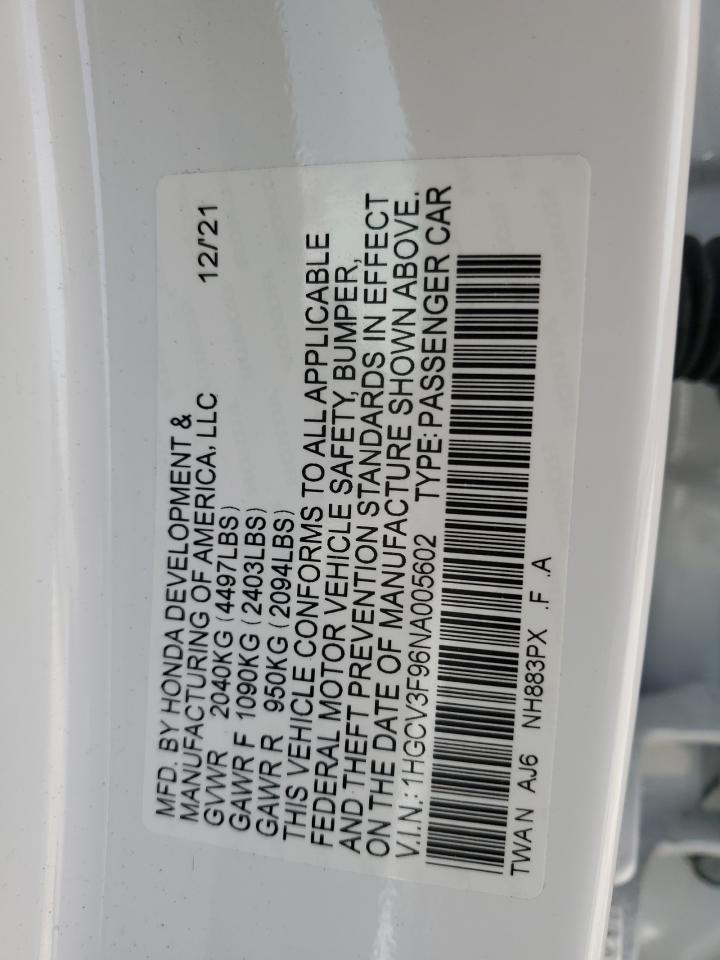 MFD. BY HONDA DEVELOPMENT &
MANUFACTURING OF AMERICA, LLC 12/'21
GVWR 2040KG (4497LBS)
GAWR F 1090KG (2403LBS)
GAWR R 950KG (2094LBS)
THIS VEHICLE CONFORMS TO ALL APPLICABLE
FEDERAL MOTOR VEHICLE SAFETY, BUMPER,
AND THEFT PREVENTION STANDARDS IN EFFECT
ON THE DATE OF MANUFACTURE SHOWN ABOVE.
V.I.N.: 1HGCV3F96NA005602 TYPE: PASSENGER CAR
TWAN AJ6 NH883PX .F .A